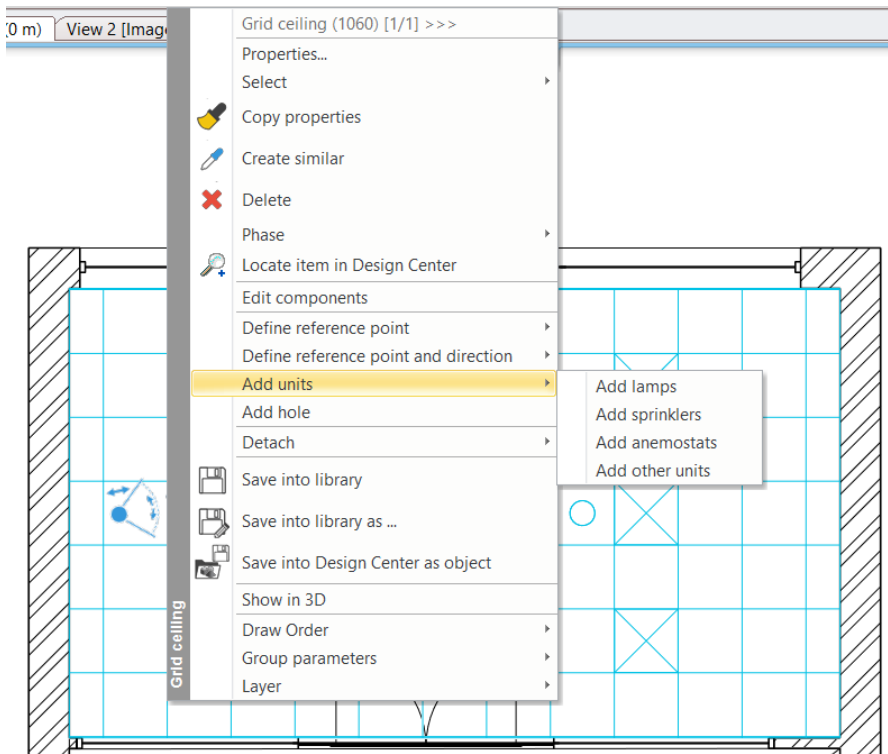 (0 m)
View 2 [Imag
Grid ceiling (1060) [1/1] >>>
Properties...
Select
Copy properties
Create similar
Delete
Phase
Locate item in Design Center
Edit components
Define reference point
Define reference point and direction
Add units
Add lamps
Add hole
Add sprinklers
Detach
Add anemostats
Add other units
Save into library
Save into library as ...
Save into Design Center as object
Show in 3D
Draw Order
Group parameters
Layer
Grid ceiling